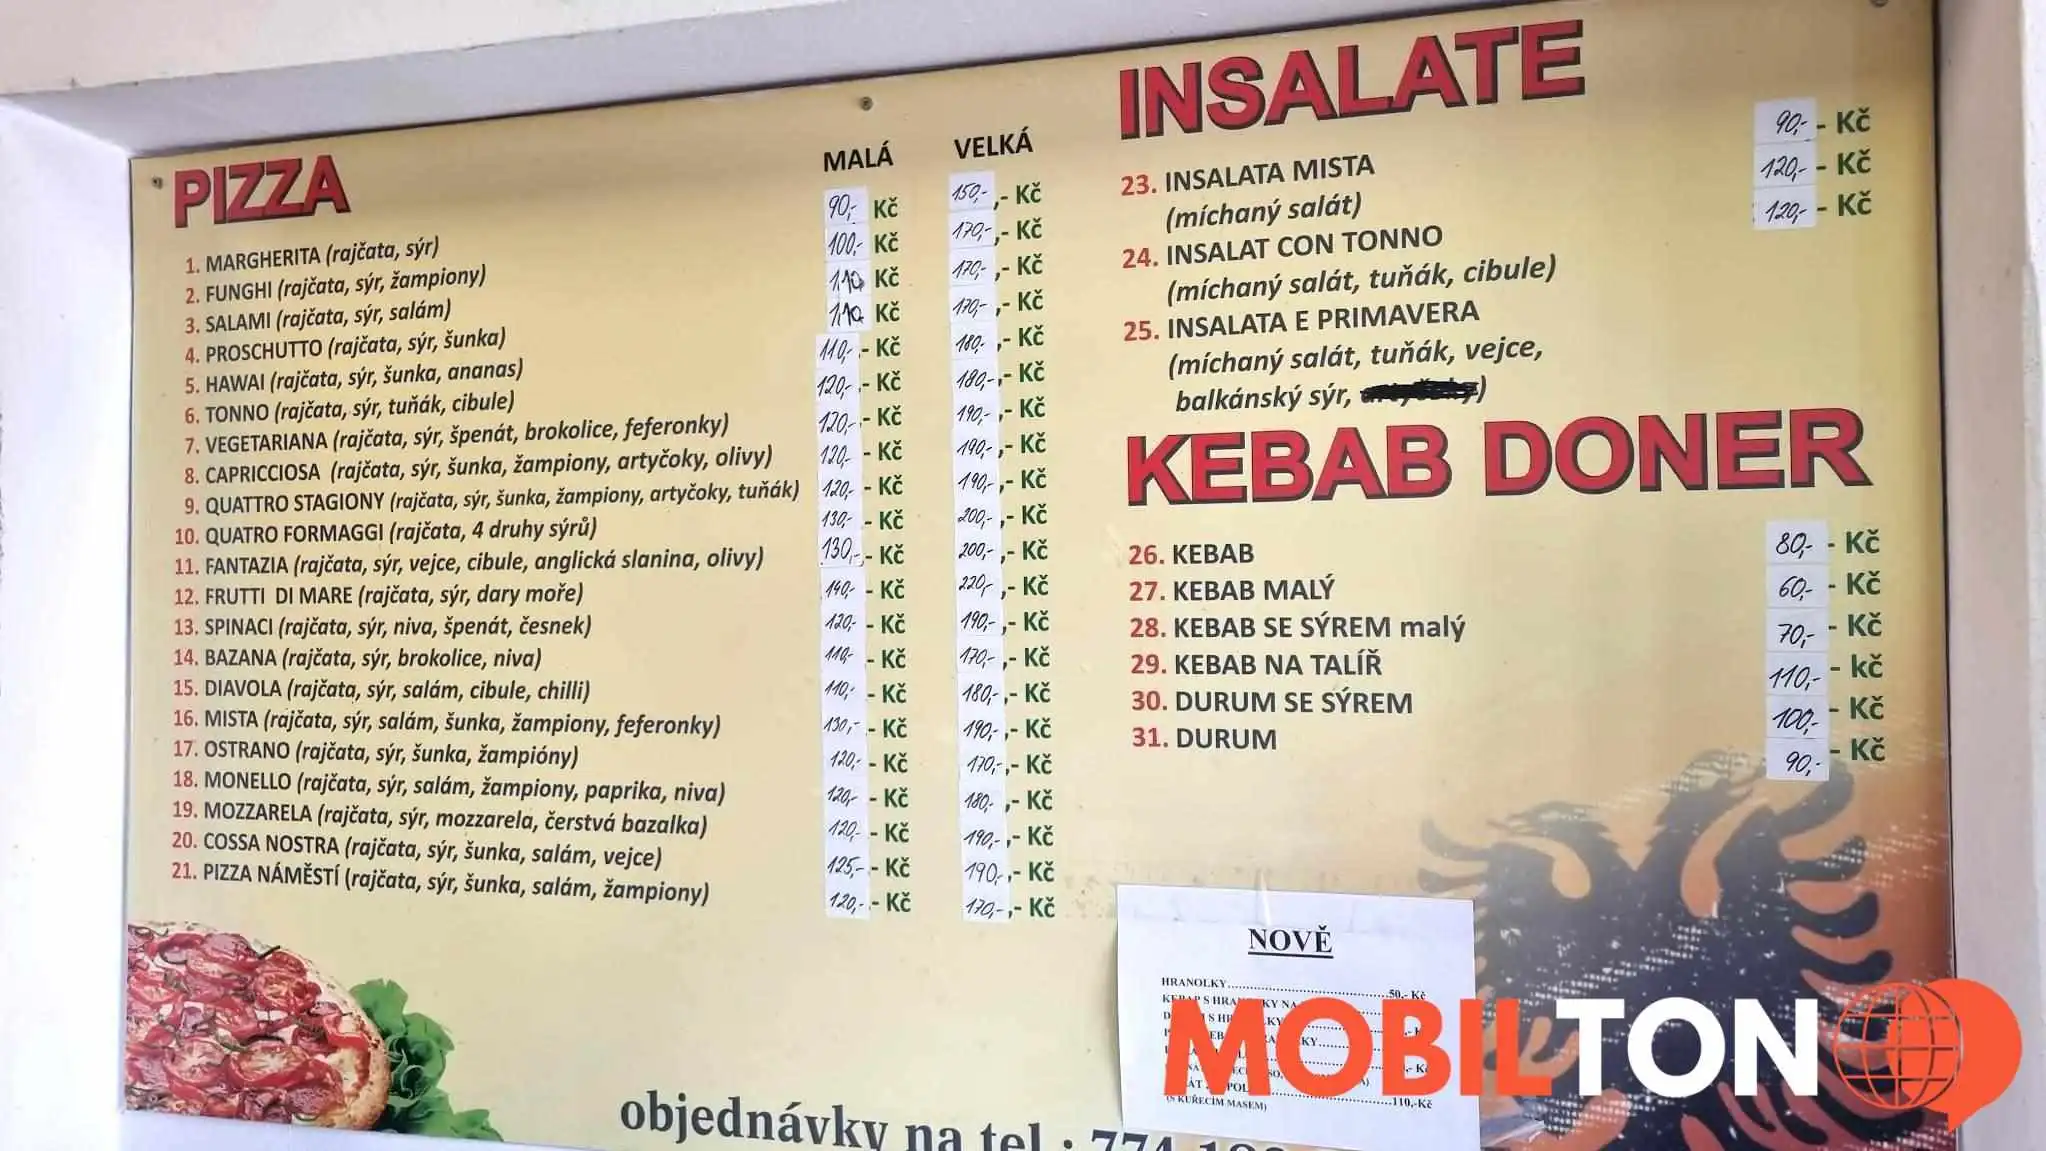 PIZZA MALÁ VELKÁ
1. MARGHERITA (rajčata, sýr) 90,- Kč 150,-,- Kč
2. FUNGHI (rajčata, sýr, žampiony) 100,- Kč 170,-,- Kč
3. SALAMI (rajčata, sýr, salám) 110 Kč 170,-,- Kč
4. PROSCHUTTO (rajčata, sýr, šunka) 110 Kč 170,-,- Kč
5. HAWAI (rajčata, sýr, šunka, ananas) 110,-,- Kč 180,-,- Kč
6. TONNO (rajčata, sýr, tuňák, cibule) 120,-,- Kč 180,-,- Kč
7. VEGETARIANA (rajčata, sýr, špenát, brokolice, feferonky) 120,-- Kč 190,-,- Kč
8. CAPRICCIOSA (rajčata, sýr, šunka, žampiony, artyčoky, olivy) 120,-- Kč 190,-,- Kč
9. QUATTRO STAGIONY (rajčata, sýr, šunka, žampiony, artyčoky, tuňák) 120,-- Kč 190,-,- Kč
10. QUATRO FORMAGGI (rajčata, 4 druhy sýrů) 130,-- Kč 200,-,- Kč
11. FANTAZIA (rajčata, sýr, vejce, cibule, anglická slanina, olivy) 130,-- Kč 200,-,- Kč
12. FRUTTI DI MARE (rajčata, sýr, dary moře) 140,-- Kč 220,-,- Kč
13. SPINACI (rajčata, sýr, niva, špenát, česnek) 120,-- Kč 190,-,- Kč
14. BAZANA (rajčata, sýr, brokolice, niva) 110,-- Kč 170,-,- Kč
15. DIAVOLA (rajčata, sýr, salám, cibule, chilli) 110,-- Kč 180,-,- Kč
16. MISTA (rajčata, sýr, salám, šunka, žampiony, feferonky) 130,-- Kč 190,-,- Kč
17. OSTRANO (rajčata, sýr, šunka, žampióny) 120,-- Kč 170,-,- Kč
18. MONELLO (rajčata, sýr, salám, žampiony, paprika, niva) 120,-- Kč 180,-,- Kč
19. MOZZARELA (rajčata, sýr, mozzarela, čerstvá bazalka) 120,-- Kč 190,-,- Kč
20. COSSA NOSTRA (rajčata, sýr, šunka, salám, vejce) 125,-- Kč 190,-,- Kč
21. PIZZA NÁMĚSTÍ (rajčata, sýr, šunka, salám, žampiony) 120,-- Kč 170,-,- Kč
objednávky na tel.: 774
INSALATE
23. INSALATA MISTA 90,-- Kč
(míchaný salát)
24. INSALAT CON TONNO 120,-- Kč
(míchaný salát, tuňák, cibule)
25. INSALATA E PRIMAVERA 120,-- Kč
(míchaný salát, tuňák, vejce,
balkánský sýr, )
KEBAB DONER
26. KEBAB 80,-- Kč
27. KEBAB MALÝ 60,-- Kč
28. KEBAB SE SÝREM malý 70,-- Kč
29. KEBAB NA TALÍŘ 110,-- kč
30. DURUM SE SÝREM 100,-- Kč
31. DURUM 90,-- Kč
NOVĚ
HRANOLKY 50,- Kč
110,-Kč
(S KUŘECÍM MASEM)
MOBILTON